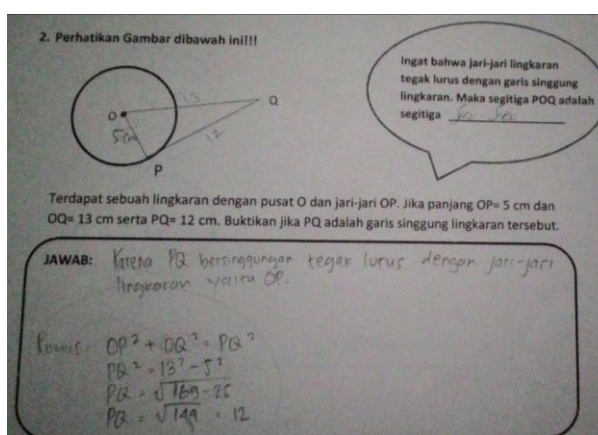 2. Perhatikan Gambar dibawah ini!!!
Ingat bahwa jari-jari lingkaran
tegak lurus dengan garis singgung
lingkaran. Maka segitiga POQ adalah
segitiga
O
13
Q
5cm
12
P
Terdapat sebuah lingkaran dengan pusat O dan jari-jari OP. Jika panjang OP= 5 cm dan
OQ= 13 cm serta PQ= 12 cm. Buktikan jika PQ adalah garis singgung lingkaran tersebut.
JAWAB: Karena PQ bersinggungan tegak lurus dengan jari-jari
lingkaran yaitu OP.
Rumus: OP² + OQ² = PQ²
PQ² = 13² - 5²
PQ = √169-25
PQ = √144 = 12